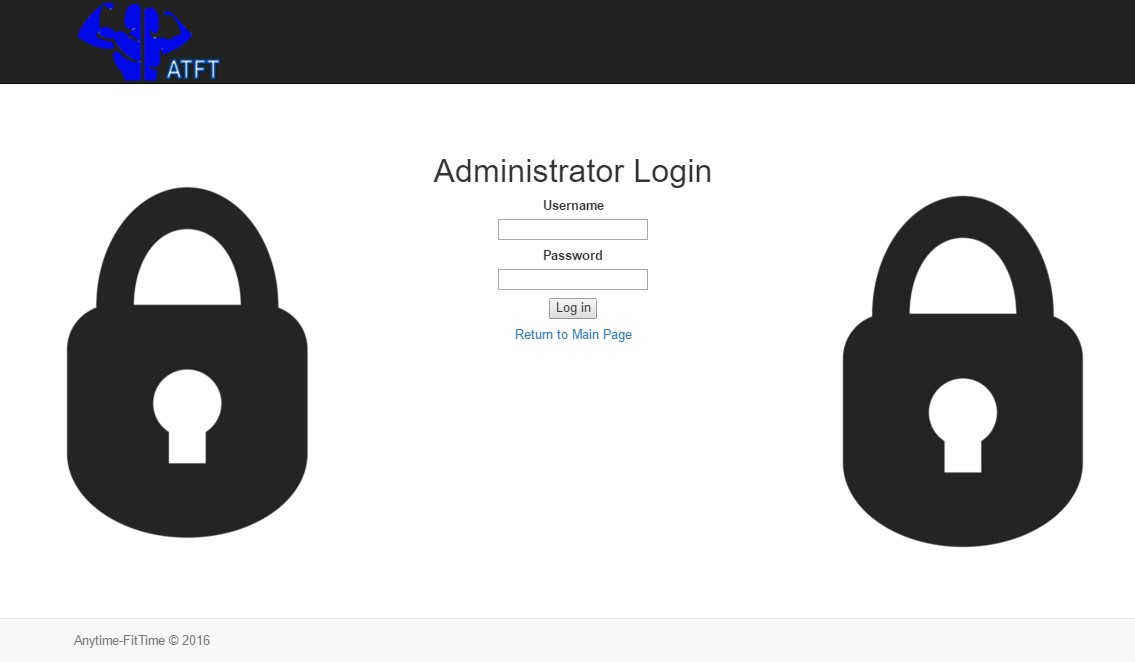 ATFT
Administrator Login
Username
Password
Log in
Return to Main Page
Anytime-FitTime © 2016